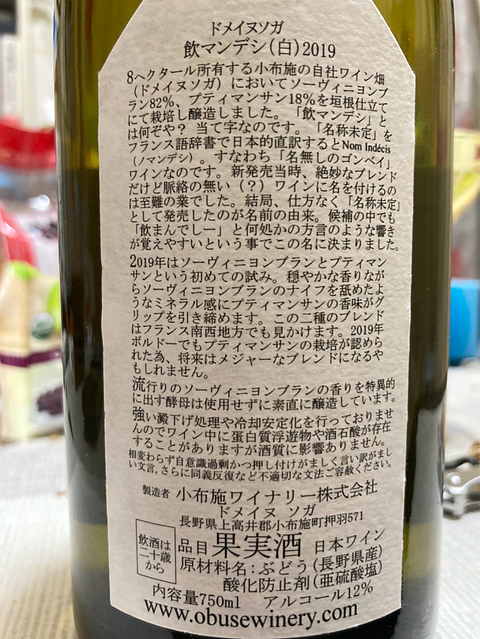 ドメイヌソガ
飲マンデシ(白)2019
8ヘクタール所有する小布施の自社ワイン畑
(ドメイヌソガ)においてソーヴィニヨンブ
ラン82%、プティマンサン18%を垣根仕立て
にて栽培し醸造しました。「飲マンデシ」と
は何ぞや? 当て字なのです。「名称未定」を
フランス語辞書で日本的直訳するとNom Indécis
(ノマンデシ)。すなわち「名無しのゴンベイ」
ワインなのです。新発売当時、絶妙なブレンド
だけど脈絡の無い(?)ワインに名を付けるの
は至難の業でした。結局、仕方なく「名称未定」
として発売したのが名前の由来。候補の中でも
「飲まんでしー」と何処かの方言のような響き
が覚えやすいという事でこの名に決まりました。
2019年はソーヴィニヨンブランとプティマン
サンという初めての試み。穏やかな香りなが
らソーヴィニヨンブランのナイフを舐めたよ
うなミネラル感にプティマンサンの香味がグ
リップを引き締めます。この二種のブレンド
はフランス南西地方でも見かけます。2019年
ボルドーでもプティマンサンの栽培が認めら
れた為、将来はメジャーなブレンドになるや
もしれません。
流行りのソーヴィニヨンブランの香りを特異的
に出す酵母は使用せずに素直に醸造しています。
強い澱下げ処理や冷却安定化を行っておりませ
んのでワイン中に蛋白質浮遊物や酒石酸が存在
することがありますが酒質に影響ありません。
相変わらず自意識過剰かつ押し付けがましく言い訳がまし
い文言、さらに同義反復など不適切な文法ご容赦ください。
製造者 小布施ワイナリー株式会社
ドメイヌ ソガ
長野県上高井郡小布施町押羽571
飲酒は
二十歳
から
品目 果実酒 日本ワイン
原材料名:ぶどう(長野県産)
酸化防止剤(亜硫酸塩)
内容量750ml アルコール12%
www.obusewinery.com